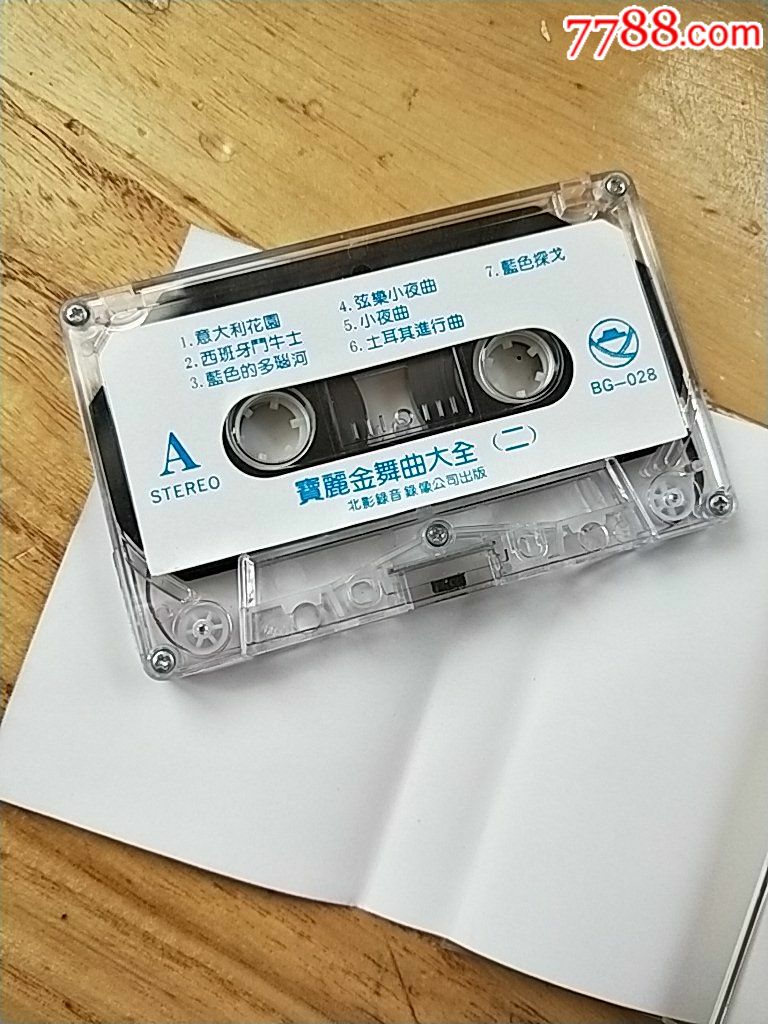 7788.com
1.意大利花園
2.西班牙鬥牛士
3.藍色的多瑙河
4.弦樂小夜曲
5.小夜曲
6.土耳其進行曲
7.藍色探戈
A
STEREO
BG-028
寶麗金舞曲大全(二)
北影録音録像公司出版